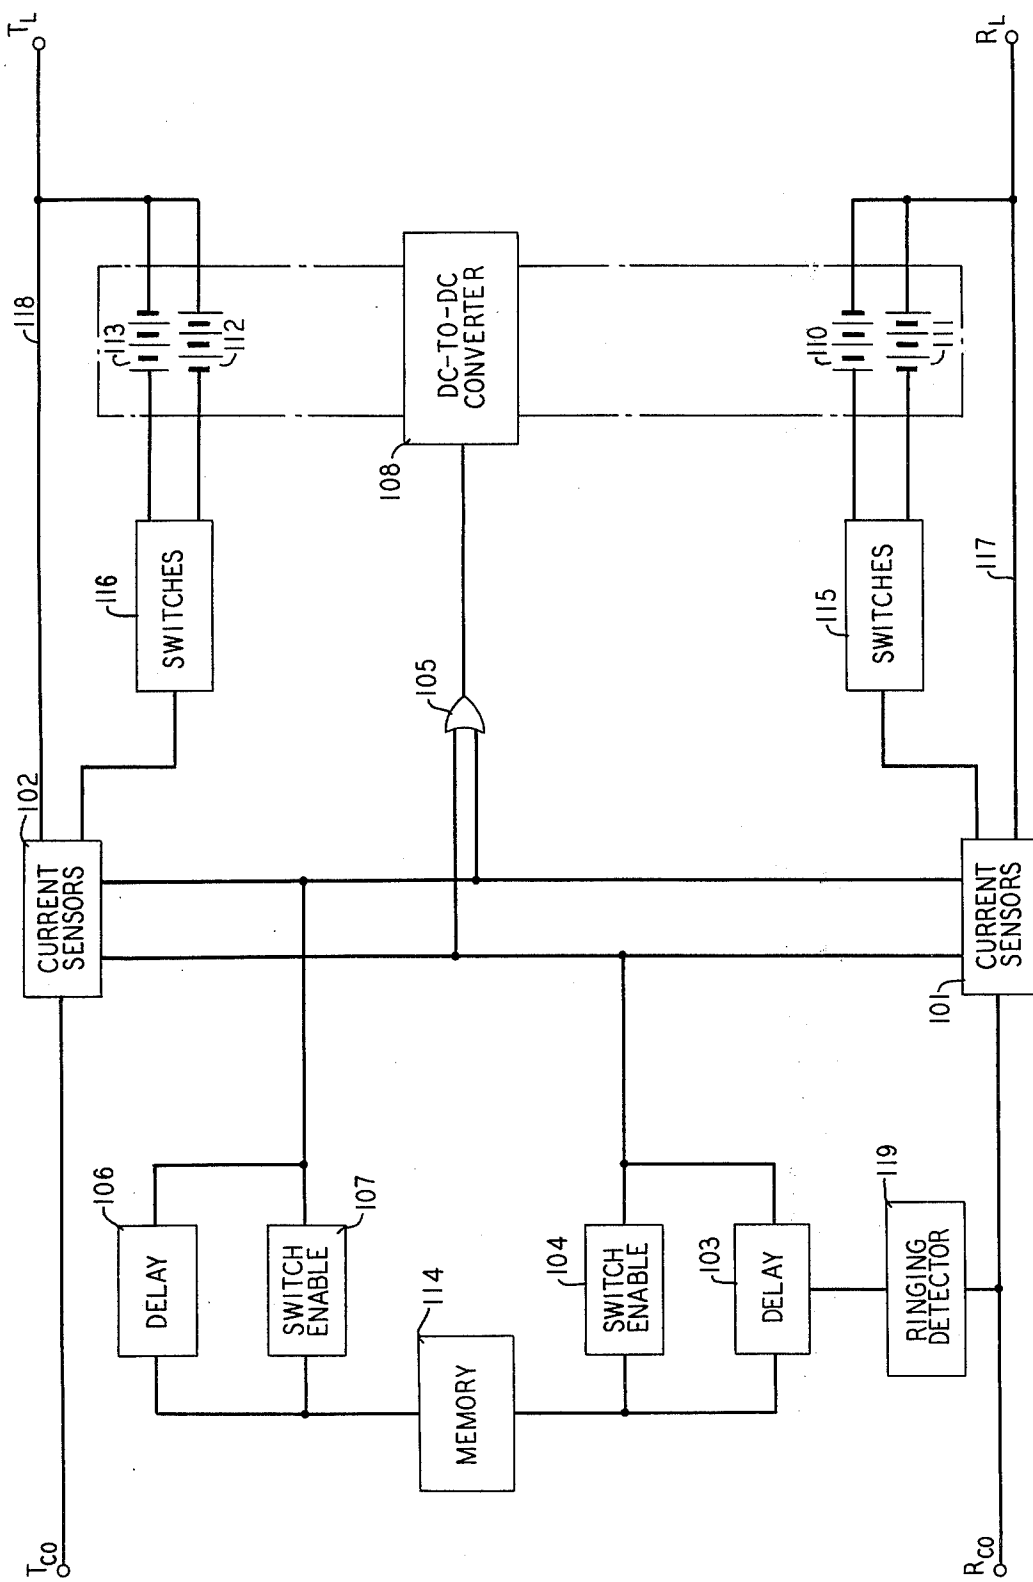 T_CO
102
CURRENT
SENSORS
118
T_L
106
DELAY
116
SWITCHES
113
112
107
SWITCH
ENABLE
114
MEMORY
105
108
DC-TO-DC
CONVERTER
104
SWITCH
ENABLE
103
DELAY
115
SWITCHES
110
111
119
RINGING
DETECTOR
101
CURRENT
SENSORS
117
R_CO
R_L